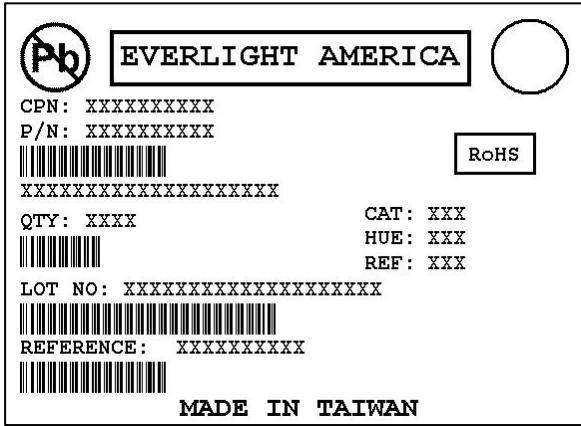 Pb
EVERLIGHT AMERICA
CPN: XXXXXXXXXX
P/N: XXXXXXXXXX
RoHS
XXXXXXXXXXXXXXXXXXXX
QTY: XXXX
CAT: XXX
HUE: XXX
REF: XXX
LOT NO: XXXXXXXXXXXXXXXXXXXX
REFERENCE: XXXXXXXXXX
MADE IN TAIWAN